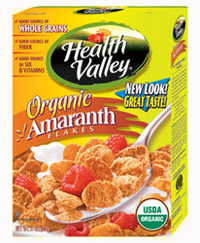 GOOD SOURCE OF
WHOLE GRAINS
GOOD SOURCE OF
FIBER
GOOD SOURCE
OF SIX
B VITAMINS
Health
Valley
NEW LOOK!
GREAT TASTE!
Organic
Amaranth
FLAKES
USDA
ORGANIC